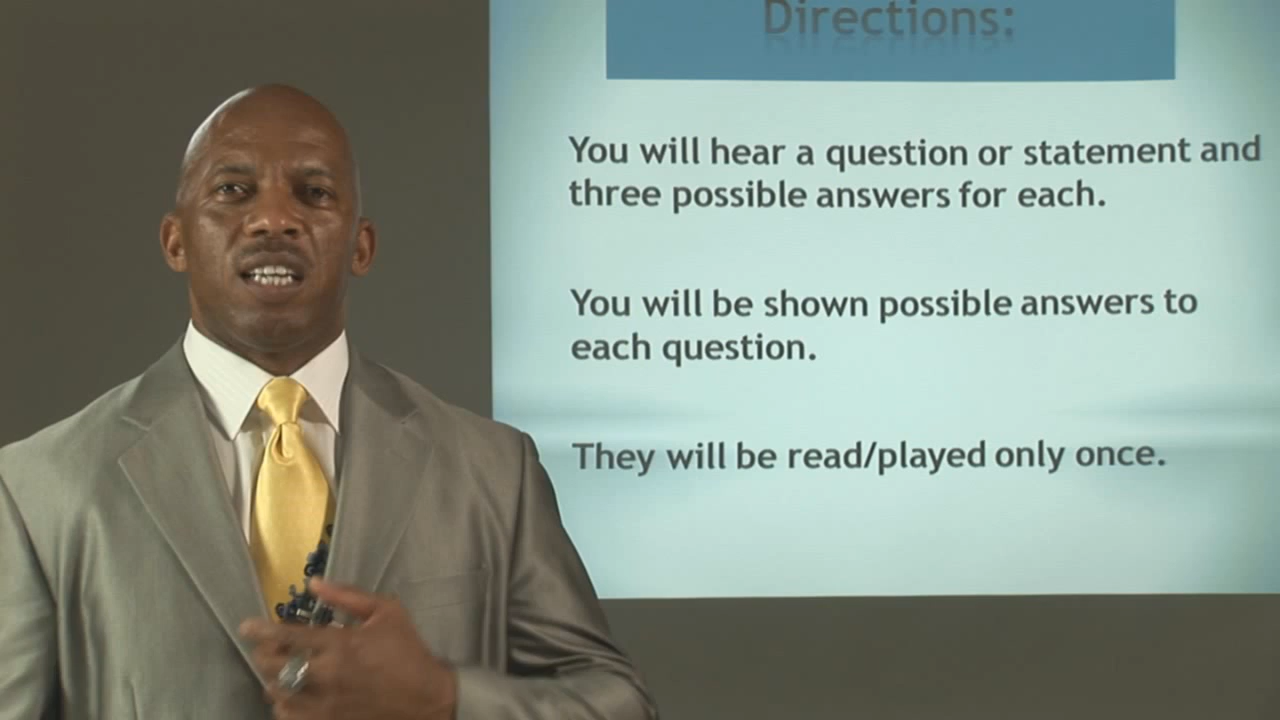 Directions:
You will hear a question or statement and
three possible answers for each.
You will be shown possible answers to
each question.
They will be read/played only once.